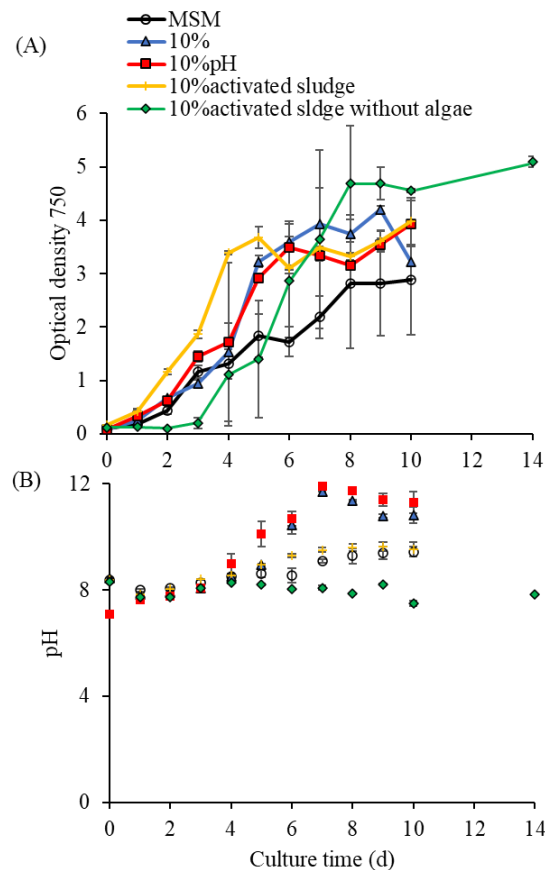 (A)
MSM
10%
10%pH
10%activated sludge
10%activated sldge without algae
Optical density 750
6
5
4
3
2
1
0
0 2 4 6 8 10 12 14
(B)
pH
12
8
4
0
0 2 4 6 8 10 12 14
Culture time (d)